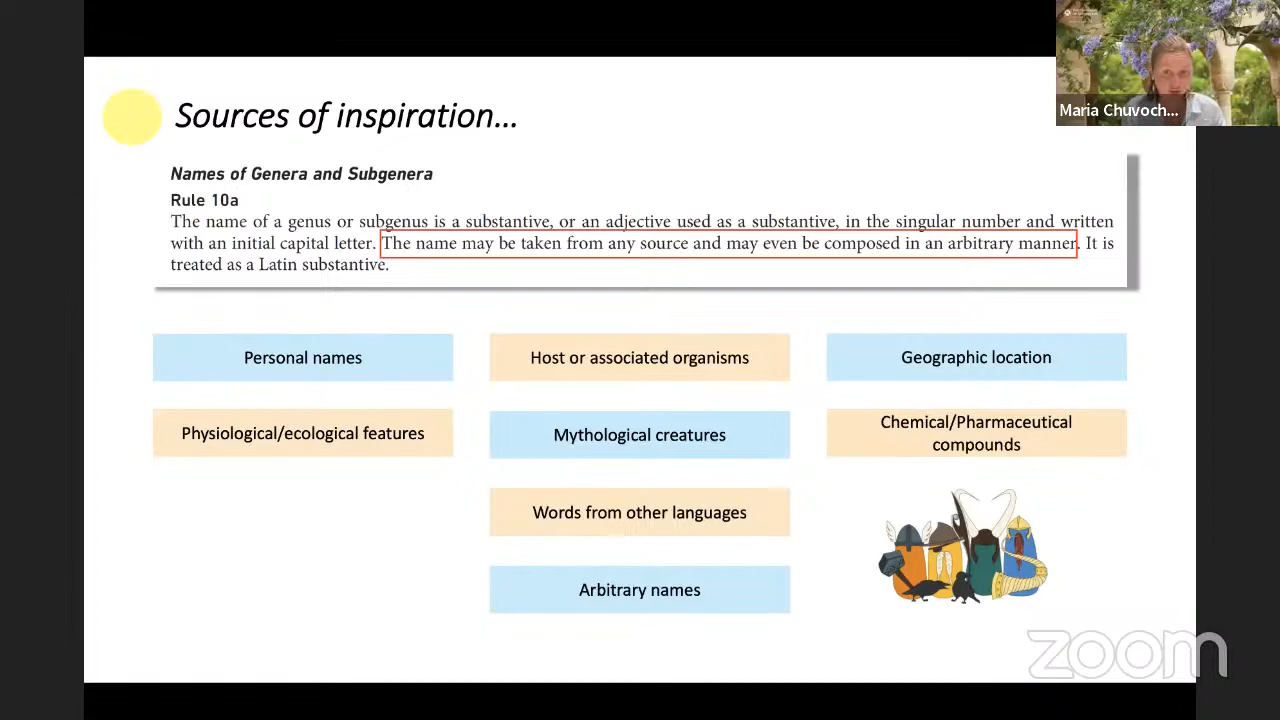 Maria Chuvoch...
Sources of inspiration...
Names of Genera and Subgenera
Rule 10a
The name of a genus or subgenus is a substantive, or an adjective used as a substantive, in the singular number and written
with an initial capital letter. The name may be taken from any source and may even be composed in an arbitrary manner. It is
treated as a Latin substantive.
Personal names
Host or associated organisms
Geographic location
Physiological/ecological features
Mythological creatures
Chemical/Pharmaceutical
compounds
Words from other languages
Arbitrary names
zoom